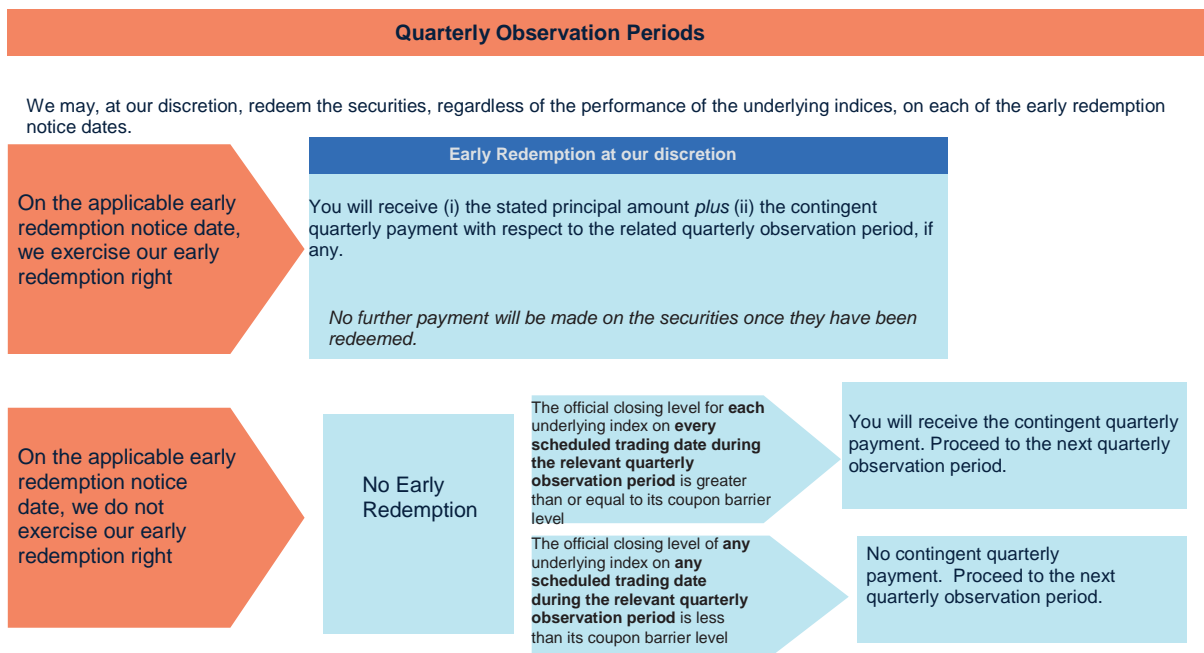 Quarterly Observation Periods
We may, at our discretion, redeem the securities, regardless of the performance of the underlying indices, on each of the early redemption
notice dates.
On the applicable early
redemption notice date,
we exercise our early
redemption right
Early Redemption at our discretion
You will receive (i) the stated principal amount plus (ii) the contingent
quarterly payment with respect to the related quarterly observation period, if
any.
No further payment will be made on the securities once they have been
redeemed.
On the applicable early
redemption notice
date, we do not
exercise our early
redemption right
No Early
Redemption
The official closing level for each
underlying index on every
scheduled trading date during
the relevant quarterly
observation period is greater
than or equal to its coupon barrier
level
You will receive the contingent quarterly
payment. Proceed to the next quarterly
observation period.
The official closing level of any
underlying index on any
scheduled trading date
during the relevant quarterly
observation period is less
than its coupon barrier level
No contingent quarterly
payment.  Proceed to the next
quarterly observation period.